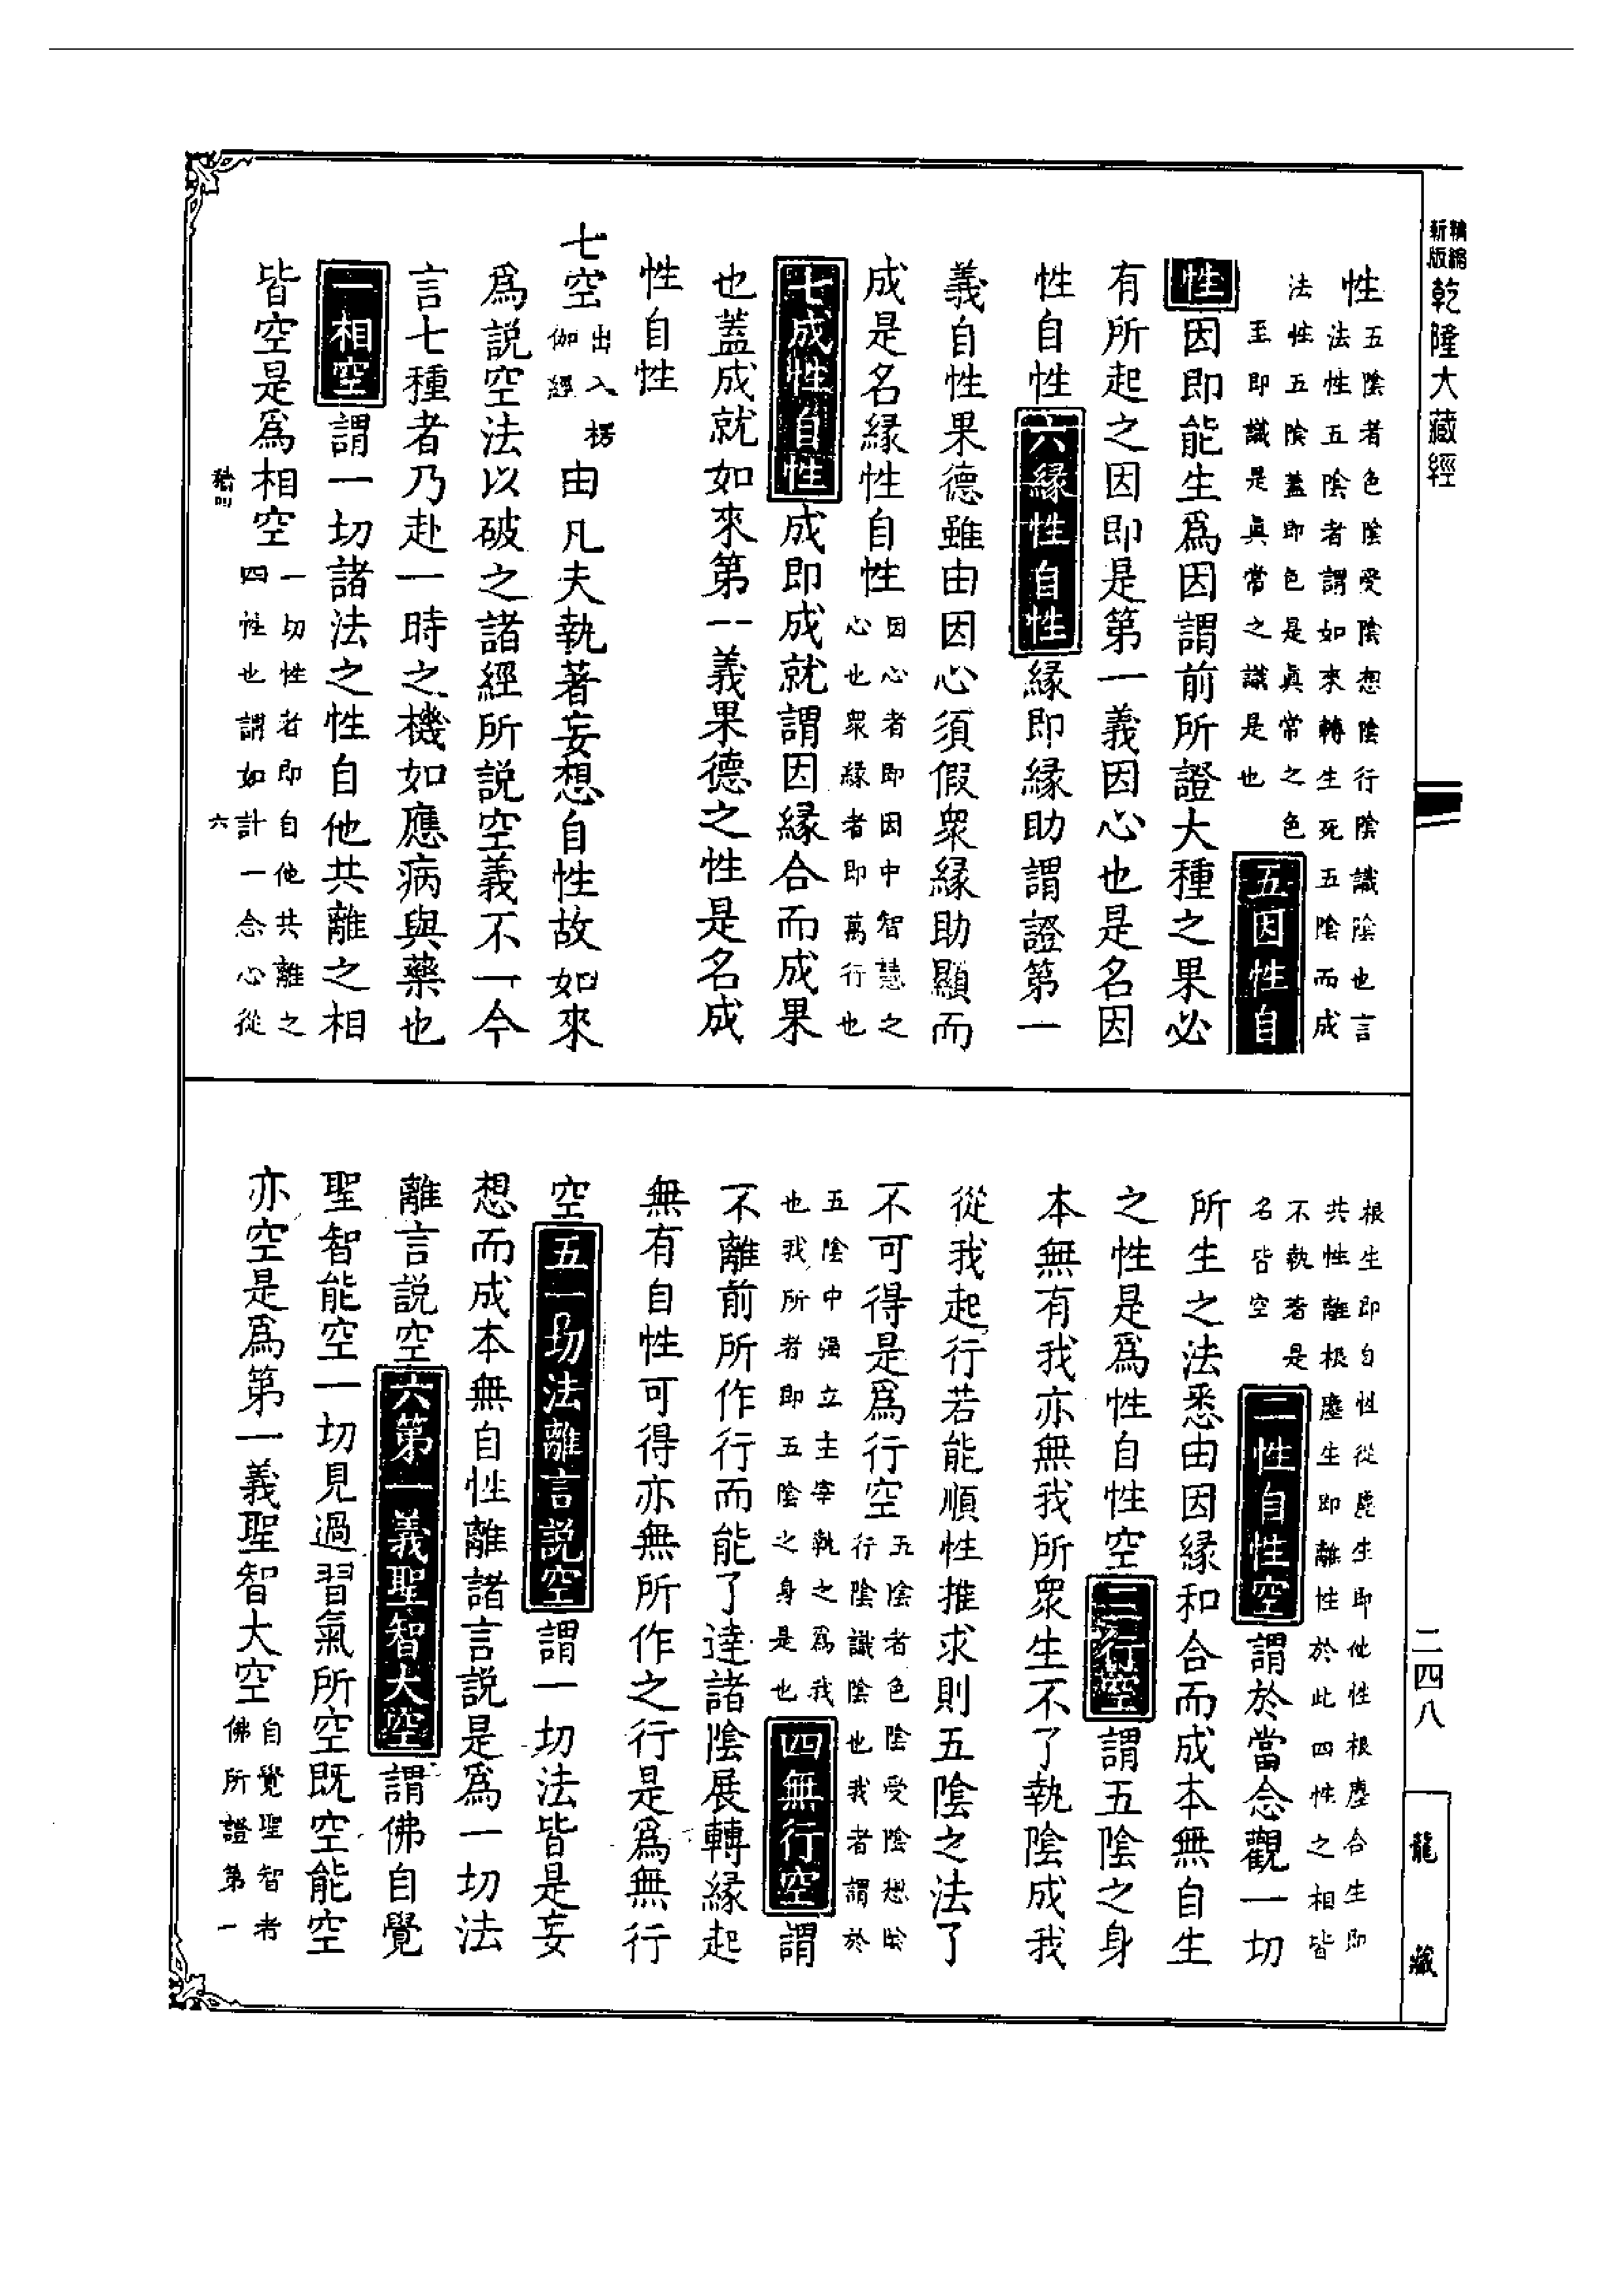 精編
新版
乾隆大藏經
性五陰者色陰受陰想陰行陰識陰也言
法性五陰者謂如來轉生死五陰而成
法性五陰蓋即色是眞常之色
至即識是眞常之識是也五因性自
性因即能生爲因謂前所證大種之果必
有所起之因即是第一義因心也是名因
性自性六緣性自性緣即緣助謂證第一
義自性果德雖由因心須假衆緣助顯而
成是名緣性自性因心者即因中智慧之
心也衆緣者即萬行也
七成性自性成即成就謂因緣合而成果
也蓋成就如來第一義果德之性是名成
性自性
七空出入楞
伽經
由凡夫執著妄想自性故如來
爲說空法以破之諸經所說空義不一今
言七種者乃赴一時之機如應病與藥也
一相空謂一切諸法之性自他共離之相
皆空是爲相空一切性者即自他共離之
四性也謂如計一念心從
六
根生即自性從塵生即他性根塵合生即
共性離根塵生即離性於此四性之相皆
不執著是
名皆空二性自性空謂於當念觀一切
所生之法悉由因緣和合而成本無自生
之性是爲性自性空三行空謂五陰之身
本無有我亦無我所衆生不了執陰成我
從我起行若能順性推求則五陰之法了
不可得是爲行空五陰者色陰受陰想陰
行陰識陰也我者謂於
五陰中強立主宰執之爲我
也我所者即五陰之身是也四無行空謂
不離前所作行而能了達諸陰展轉緣起
無有自性可得亦無所作之行是爲無行
空五一切法離言說空謂一切法皆是妄
想而成本無自性離諸言說是爲一切法
離言說空六第一義聖智大空謂佛自覺
聖智能空一切見過習氣所空既空能空
亦空是爲第一義聖智大空自覺聖智者
佛所證第一
二四八
龍藏